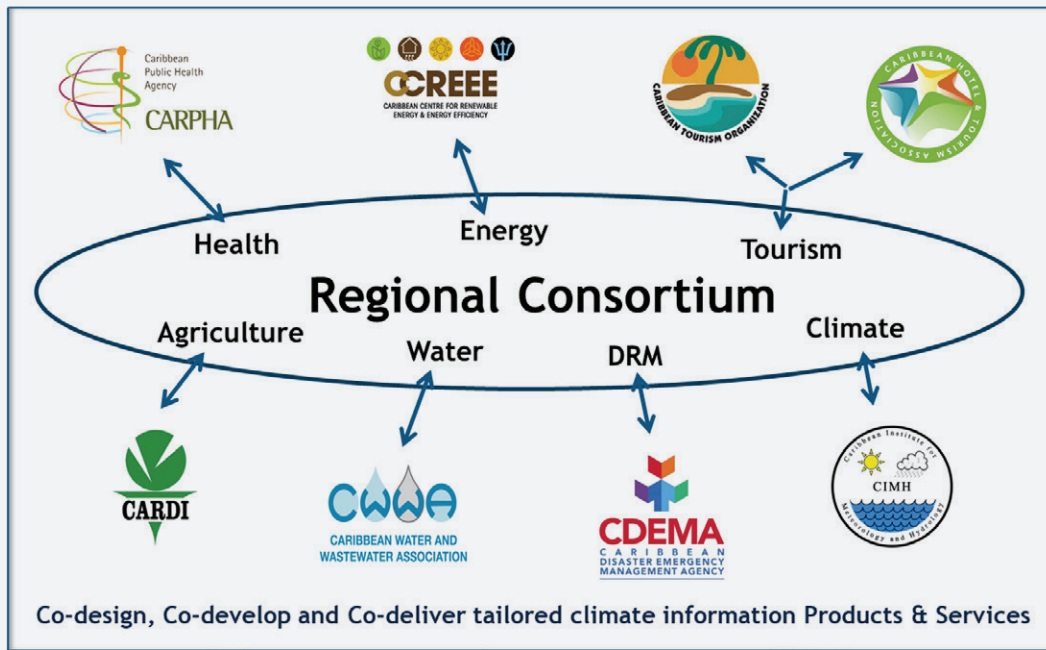 Caribbean
Public Health
Agency
CARPHA
CCREEE
CARIBBEAN CENTRE FOR RENEWABLE
ENERGY & ENERGY EFFICIENCY
CARIBBEAN TOURISM ORGANIZATION
CARIBBEAN HOTEL & TOURISM ASSOCIATION
Health
Energy
Tourism
Regional Consortium
Agriculture
Water
DRM
Climate
CARDI
CWWA
CARIBBEAN WATER AND
WASTEWATER ASSOCIATION
CDEMA
CARIBBEAN
DISASTER EMERGENCY
MANAGEMENT AGENCY
Caribbean Institute for
CIMH
Meteorology and Hydrology
Co-design, Co-develop and Co-deliver tailored climate information Products & Services